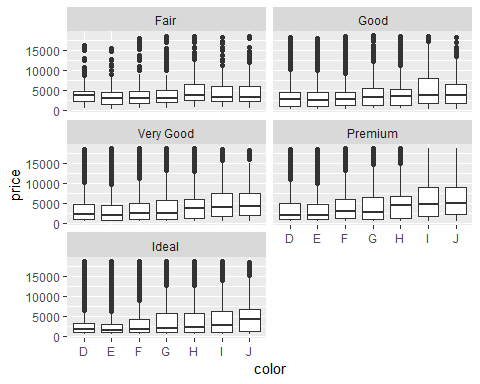 Fair
Good
15000
10000
5000
0
Very Good
Premium
15000
10000
5000
0
D E F G H I J
Ideal
15000
10000
5000
0
D E F G H I J
price
color